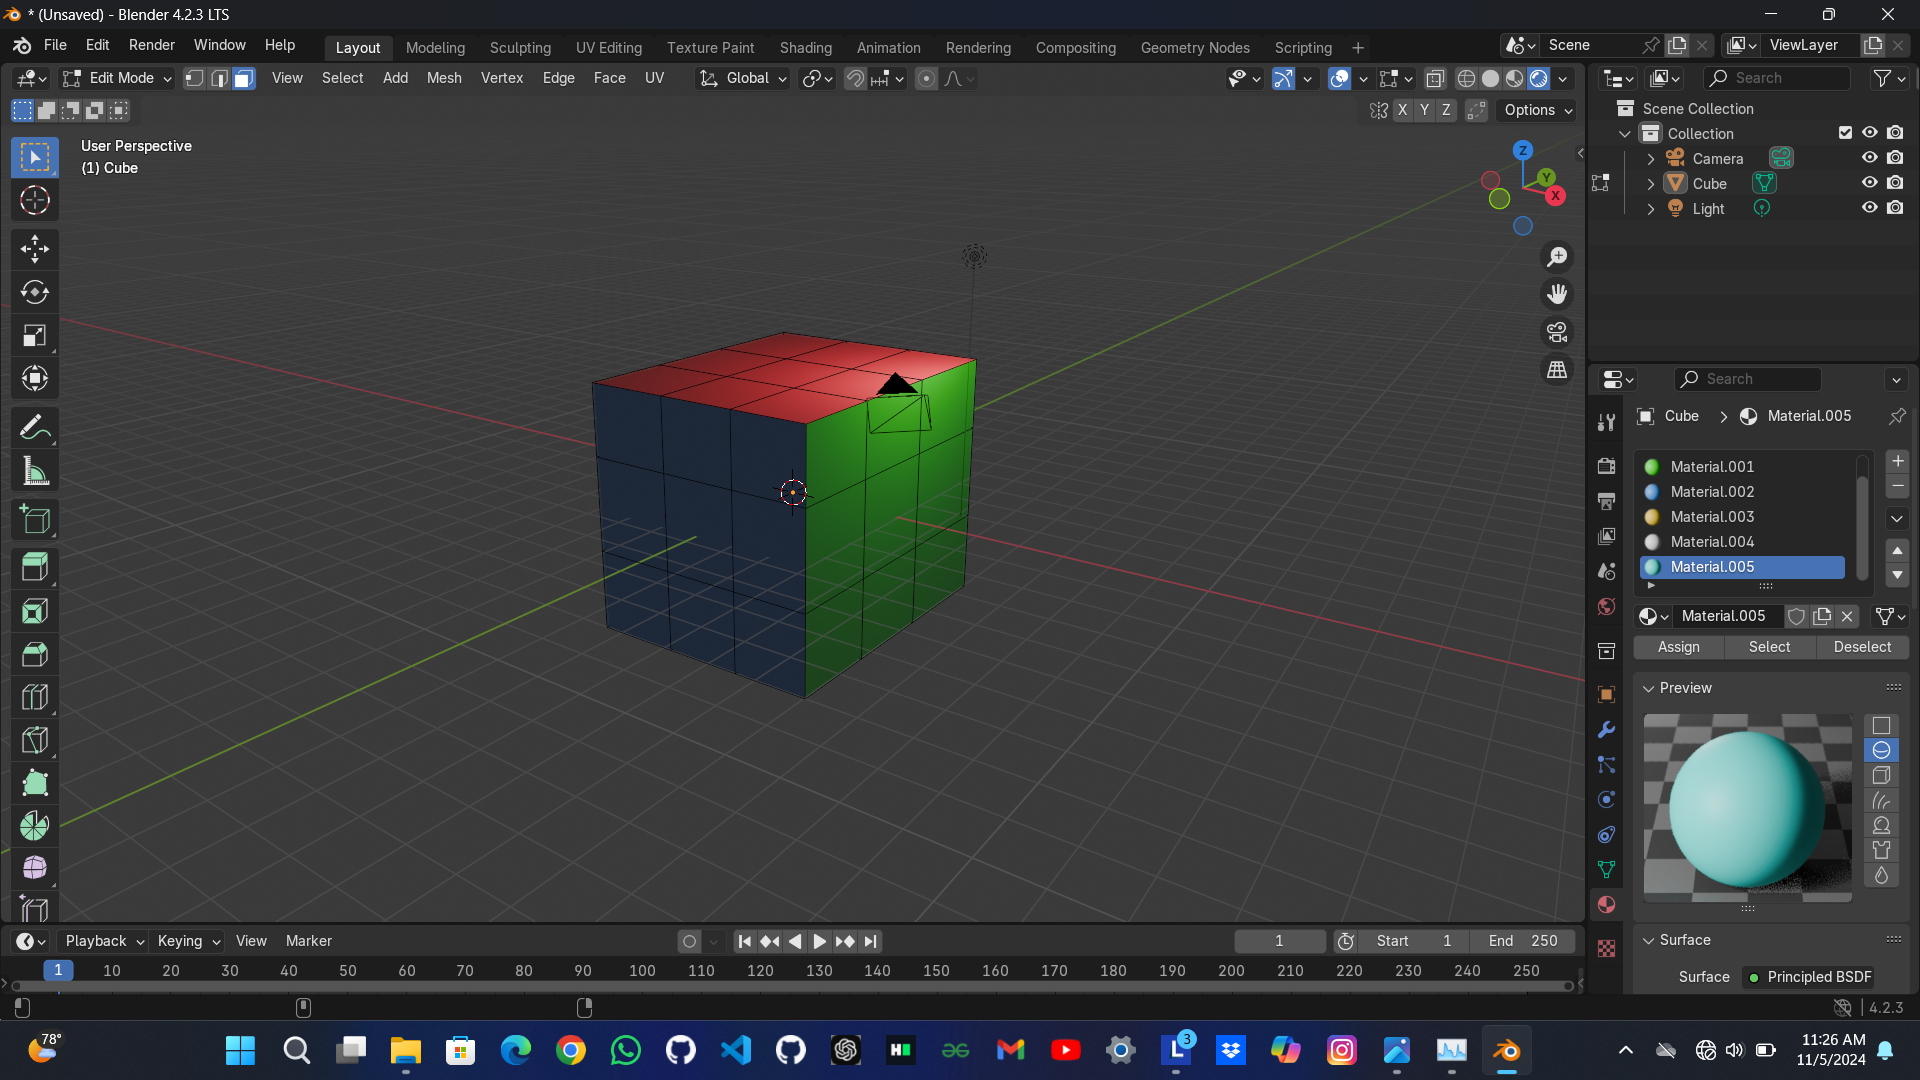 * (Unsaved) - Blender 4.2.3 LTS
File Edit Render Window Help
Layout Modeling Sculpting UV Editing Texture Paint Shading Animation Rendering Compositing Geometry Nodes Scripting +
Scene
ViewLayer
Edit Mode View Select Add Mesh Vertex Edge Face UV
Global
Search
X Y Z Options
User Perspective
(1) Cube
Z
Y
X
Scene Collection
Collection
Camera
Cube
Light
Search
Cube > Material.005
Material.001
Material.002
Material.003
Material.004
Material.005
Material.005
Assign Select Deselect
Preview
Surface
Surface Principled BSDF
Playback Keying View Marker
1 Start 1 End 250
1 10 20 30 40 50 60 70 80 90 100 110 120 130 140 150 160 170 180 190 200 210 220 230 240 250
4.2.3
78°
H
L
3
11:26 AM
11/5/2024